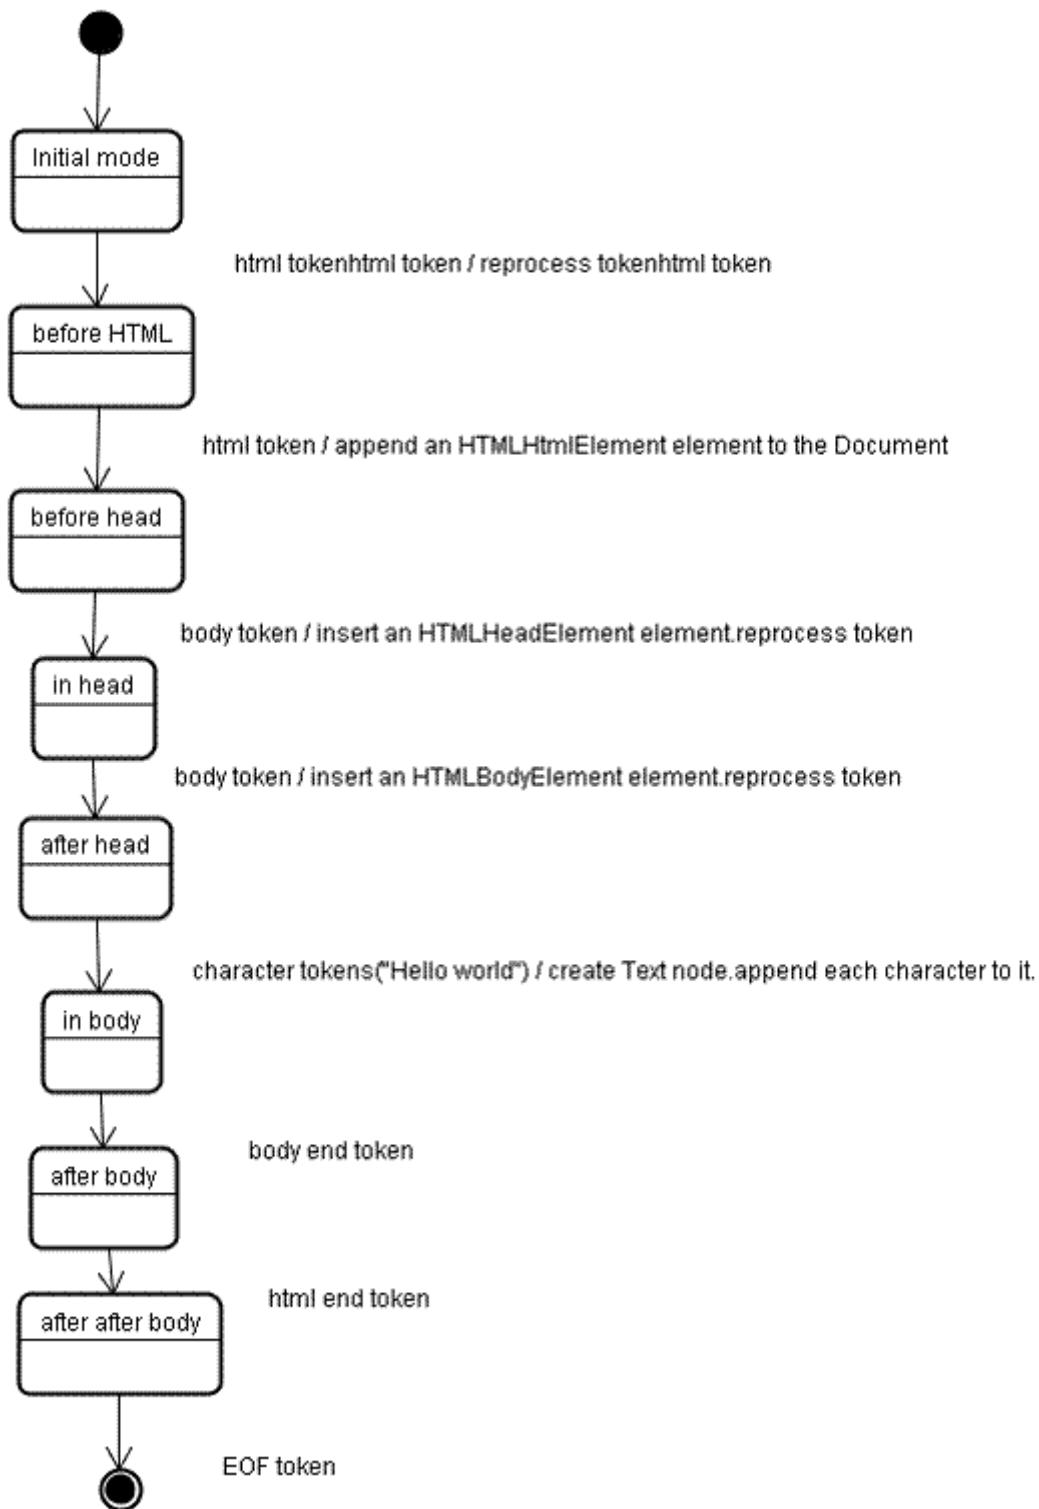 Initial mode
html tokenhtml token / reprocess tokenhtml token
before HTML
html token / append an HTMLHtmlElement element to the Document
before head
body token / insert an HTMLHeadElement element.reprocess token
in head
body token / insert an HTMLBodyElement element.reprocess token
after head
character tokens("Hello world") / create Text node.append each character to it.
in body
body end token
after body
html end token
after after body
EOF token